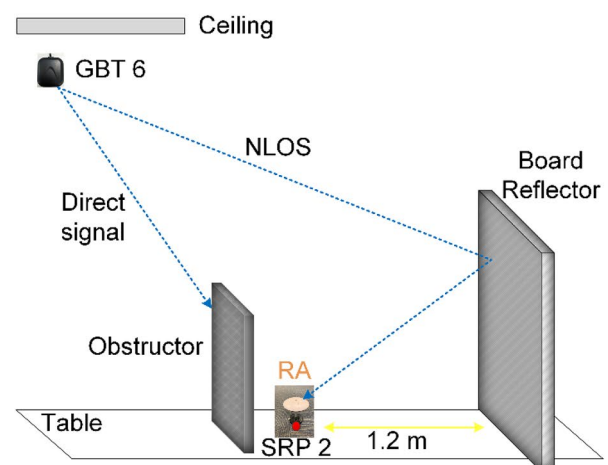 Ceiling
GBT 6
NLOS
Board
Reflector
Direct
signal
Obstructor
RA
Table
SRP 2
1.2 m